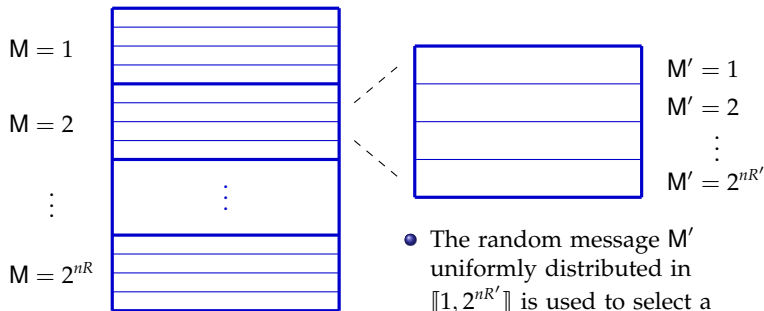 M = 1
M = 2
⋮
M = 2^{nR}
⋮
M′ = 1
M′ = 2
⋮
M′ = 2^{nR′}
The random message M′
uniformly distributed in
⟦1, 2^{nR′}⟧ is used to select a